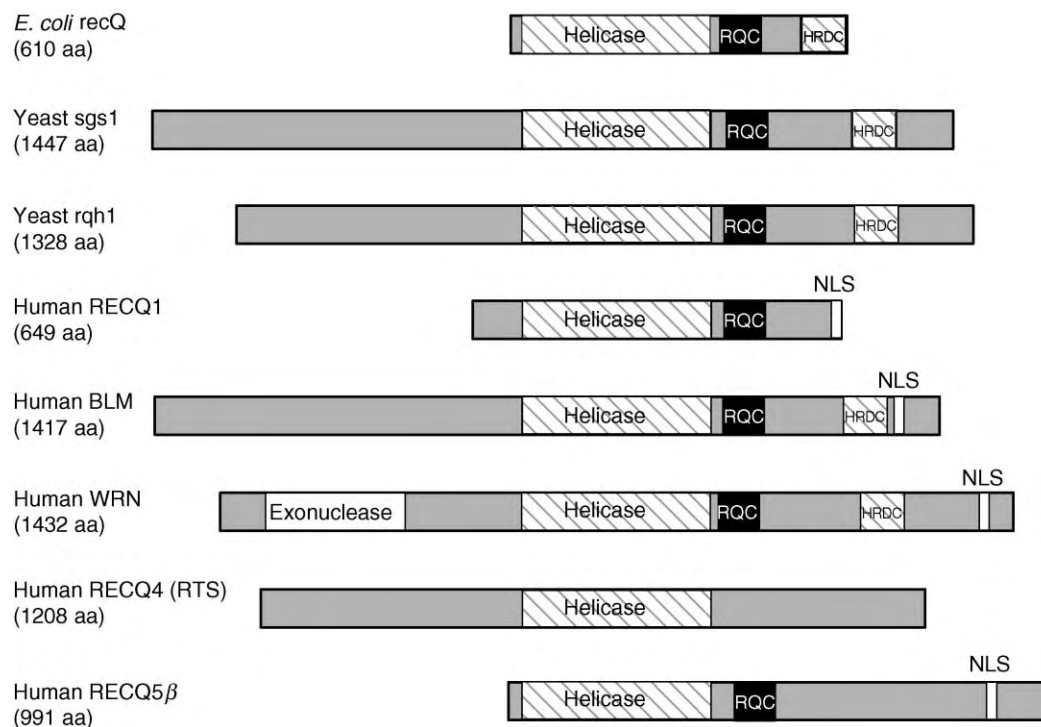 E. coli recQ
(610 aa)
Helicase
RQC
HRDC
Yeast sgs1
(1447 aa)
Helicase
RQC
HRDC
Yeast rqh1
(1328 aa)
Helicase
RQC
HRDC
Human RECQ1
(649 aa)
Helicase
RQC
NLS
Human BLM
(1417 aa)
Helicase
RQC
HRDC
NLS
Human WRN
(1432 aa)
Exonuclease
Helicase
RQC
HRDC
NLS
Human RECQ4 (RTS)
(1208 aa)
Helicase
Human RECQ5β
(991 aa)
Helicase
RQC
NLS